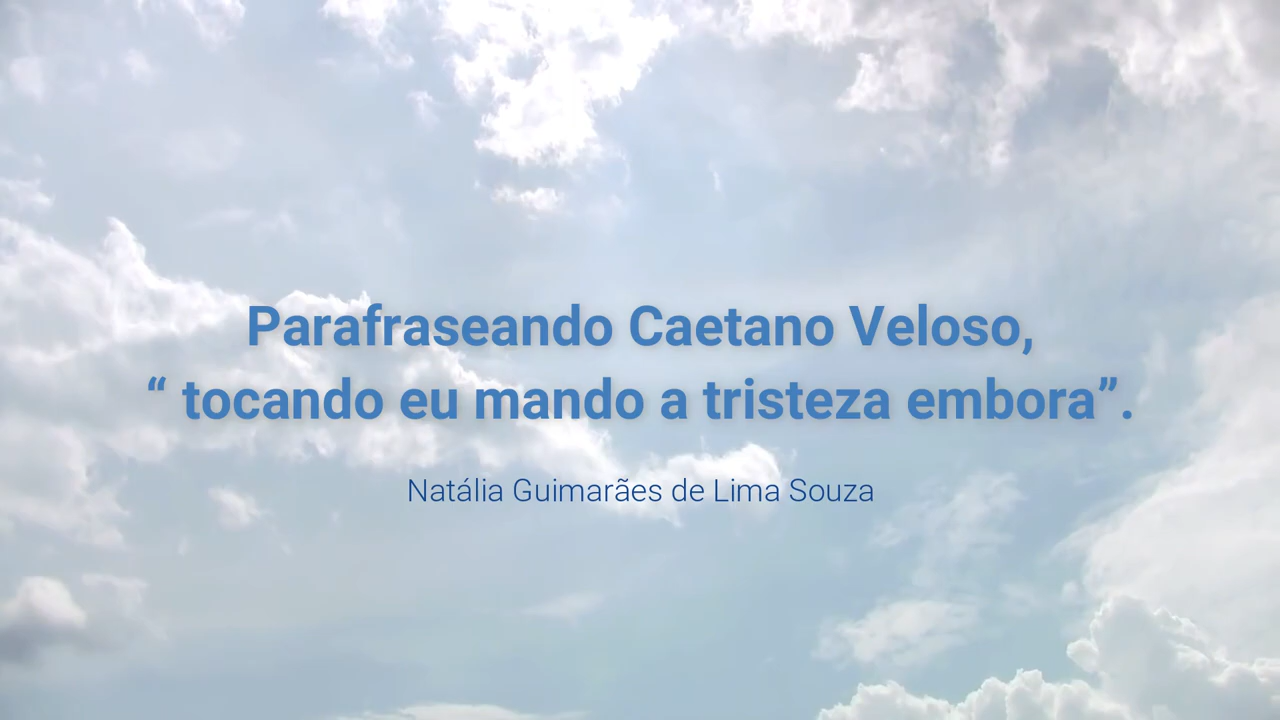 Parafraseando Caetano Veloso,
“ tocando eu mando a tristeza embora”.
Natália Guimarães de Lima Souza